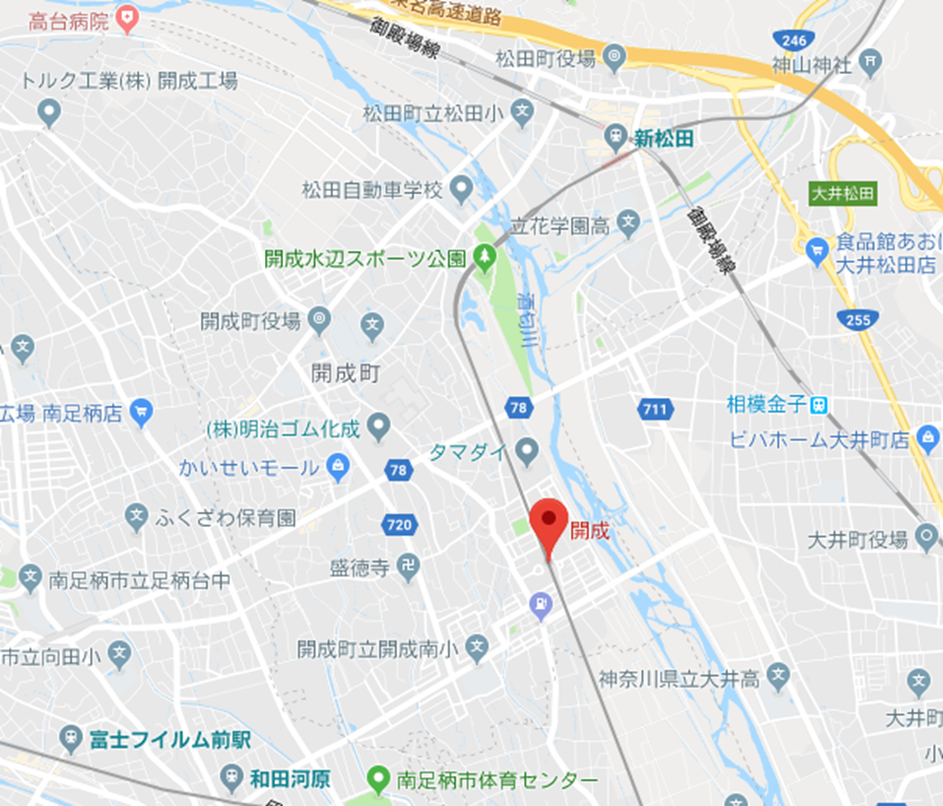 東名高速道路
高台病院
御殿場線
246
松田町役場
神山神社
トルク工業(株) 開成工場
松田町立松田小
新松田
松田自動車学校
大井松田
立花学園高
御殿場線
食品館あおば
大井松田店
開成水辺スポーツ公園
酒匂川
開成町役場
255
開成町
78
711
相模金子
広場 南足柄店
(株)明治ゴム化成
タマダイ
ビバホーム大井町店
かいせいモール
78
ふくざわ保育園
720
開成
大井町役場
盛徳寺
南足柄市立足柄台中
開成町立開成南小
市立向田小
神奈川県立大井高
大井町
小
富士フイルム前駅
和田河原
南足柄市体育センター